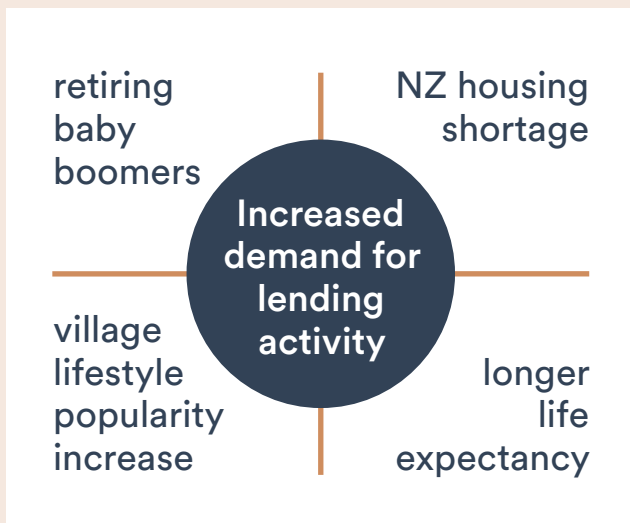 retiring
baby
boomers
NZ housing
shortage
Increased
demand for
lending
activity
village
lifestyle
popularity
increase
longer
life
expectancy